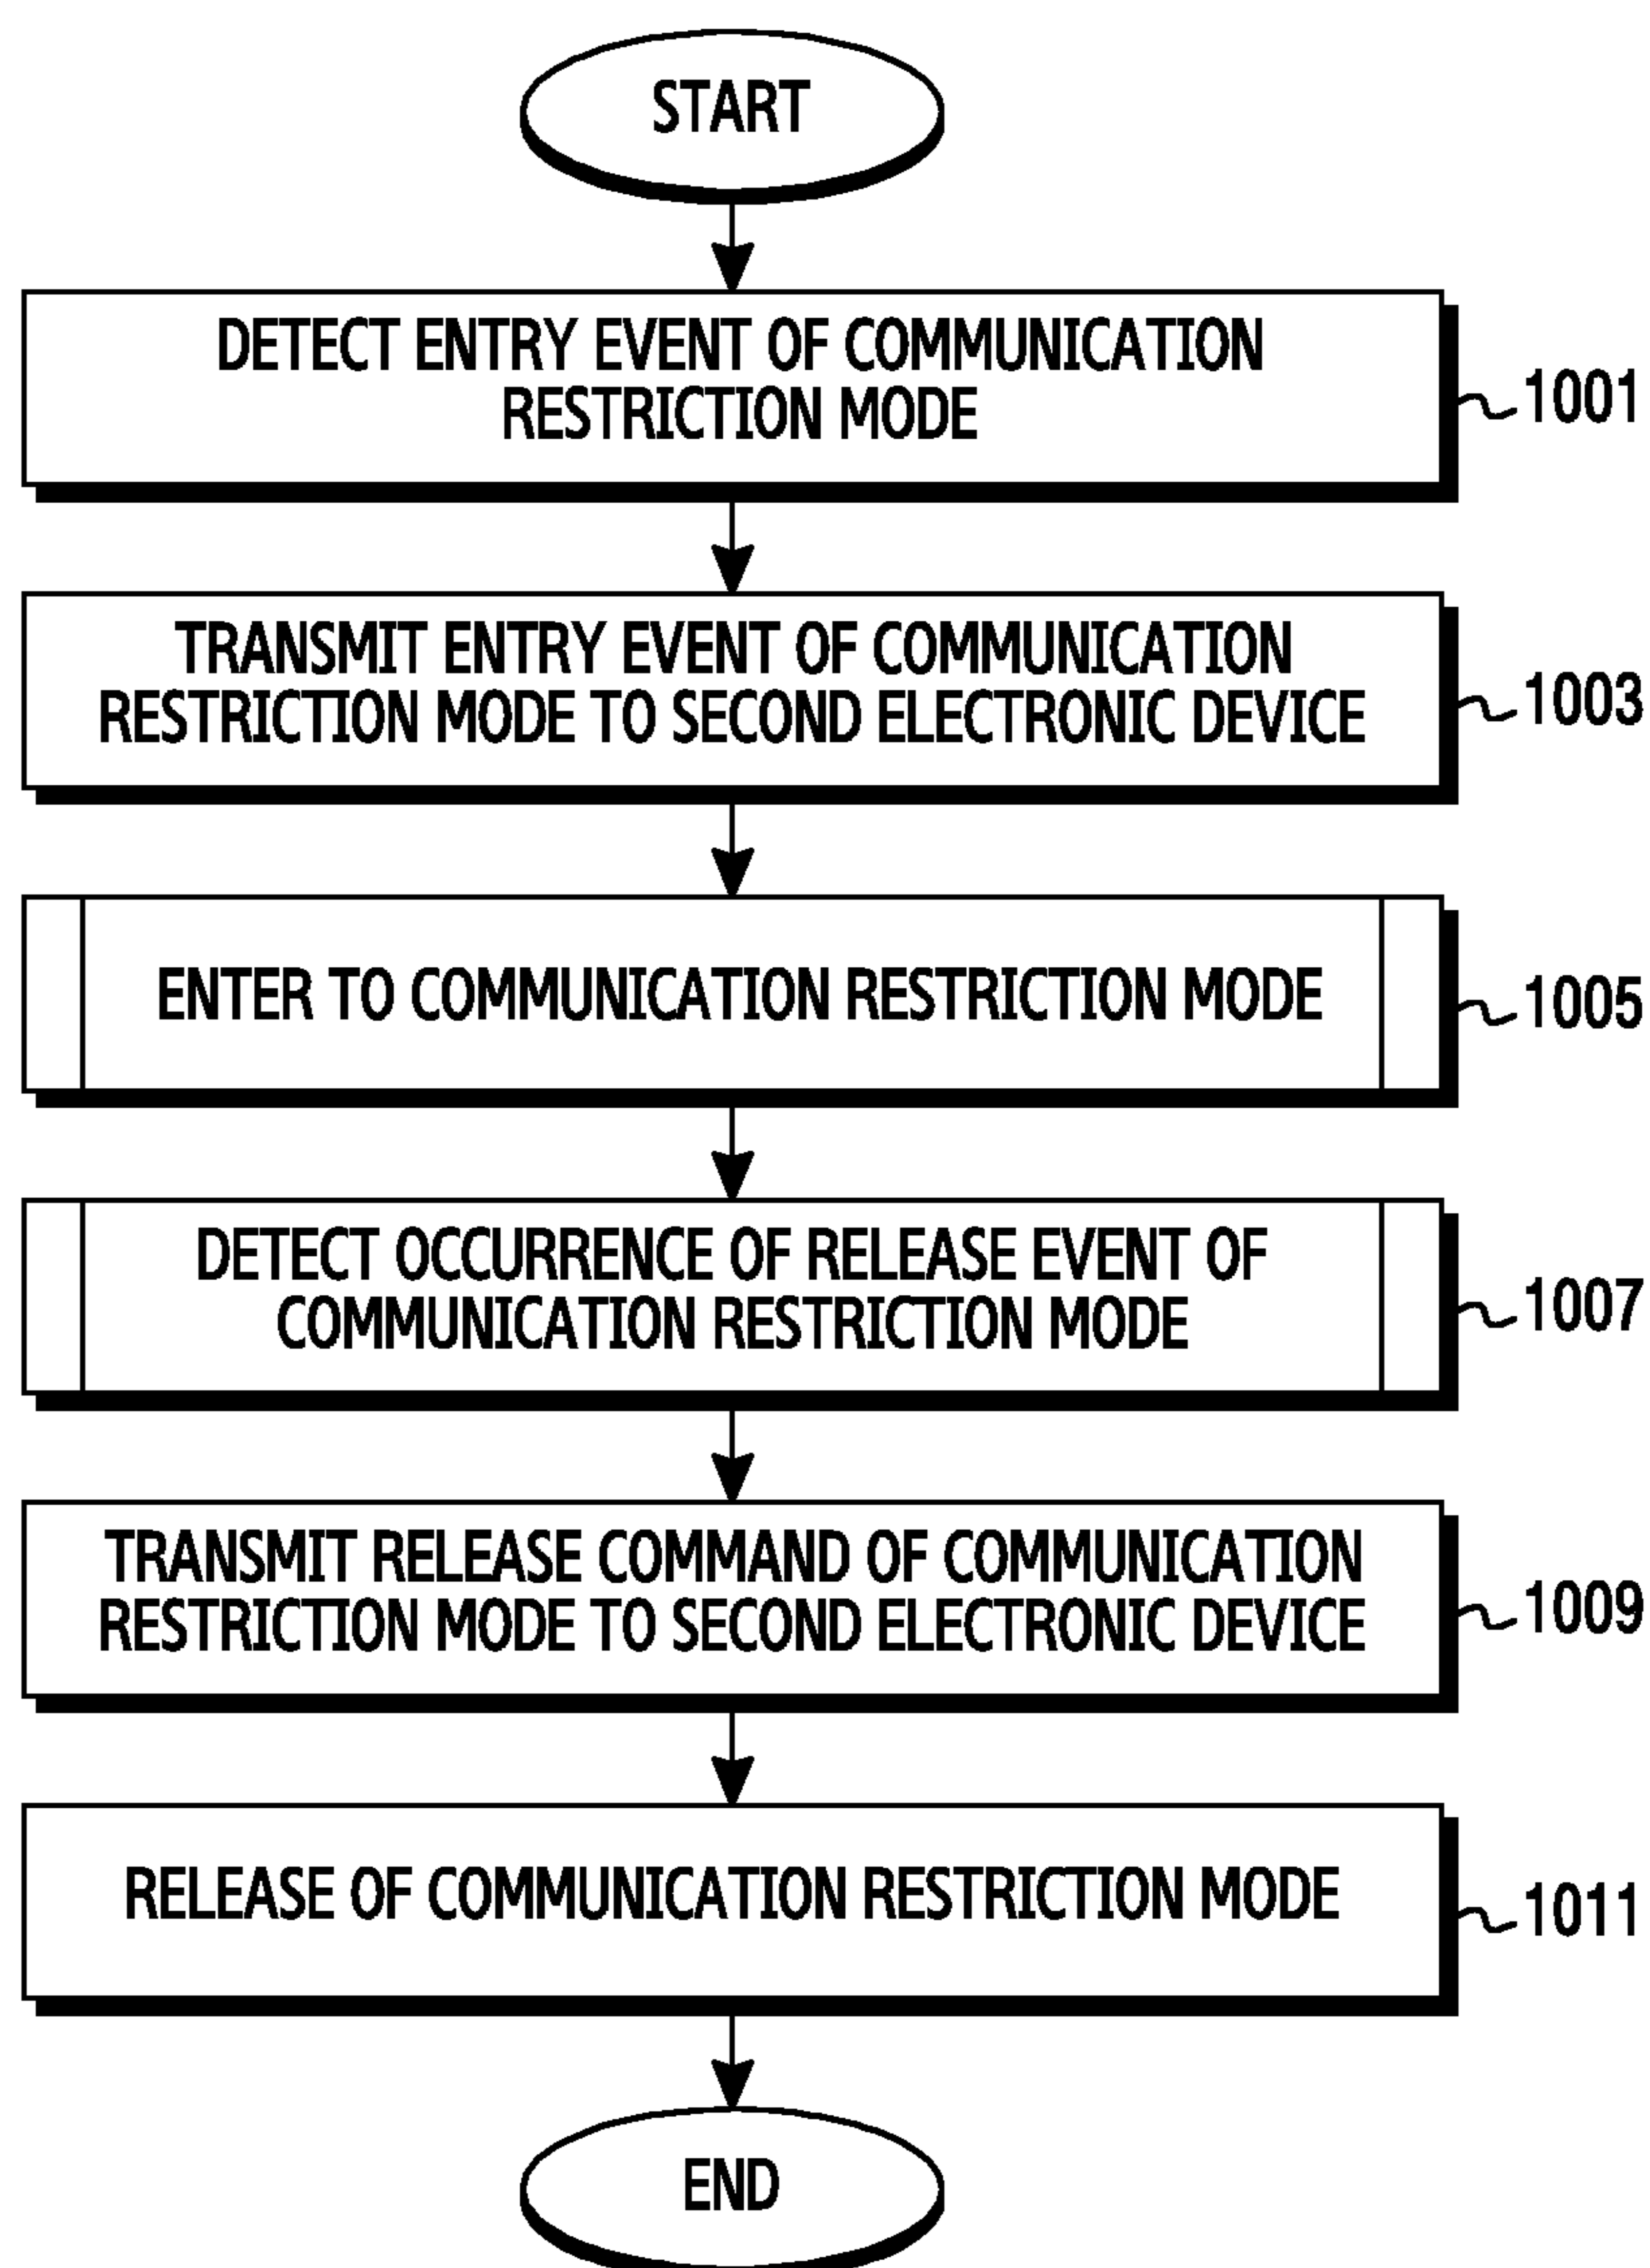 START
DETECT ENTRY EVENT OF COMMUNICATION
RESTRICTION MODE
1001
TRANSMIT ENTRY EVENT OF COMMUNICATION
RESTRICTION MODE TO SECOND ELECTRONIC DEVICE
1003
ENTER TO COMMUNICATION RESTRICTION MODE
1005
DETECT OCCURRENCE OF RELEASE EVENT OF
COMMUNICATION RESTRICTION MODE
1007
TRANSMIT RELEASE COMMAND OF COMMUNICATION
RESTRICTION MODE TO SECOND ELECTRONIC DEVICE
1009
RELEASE OF COMMUNICATION RESTRICTION MODE
1011
END